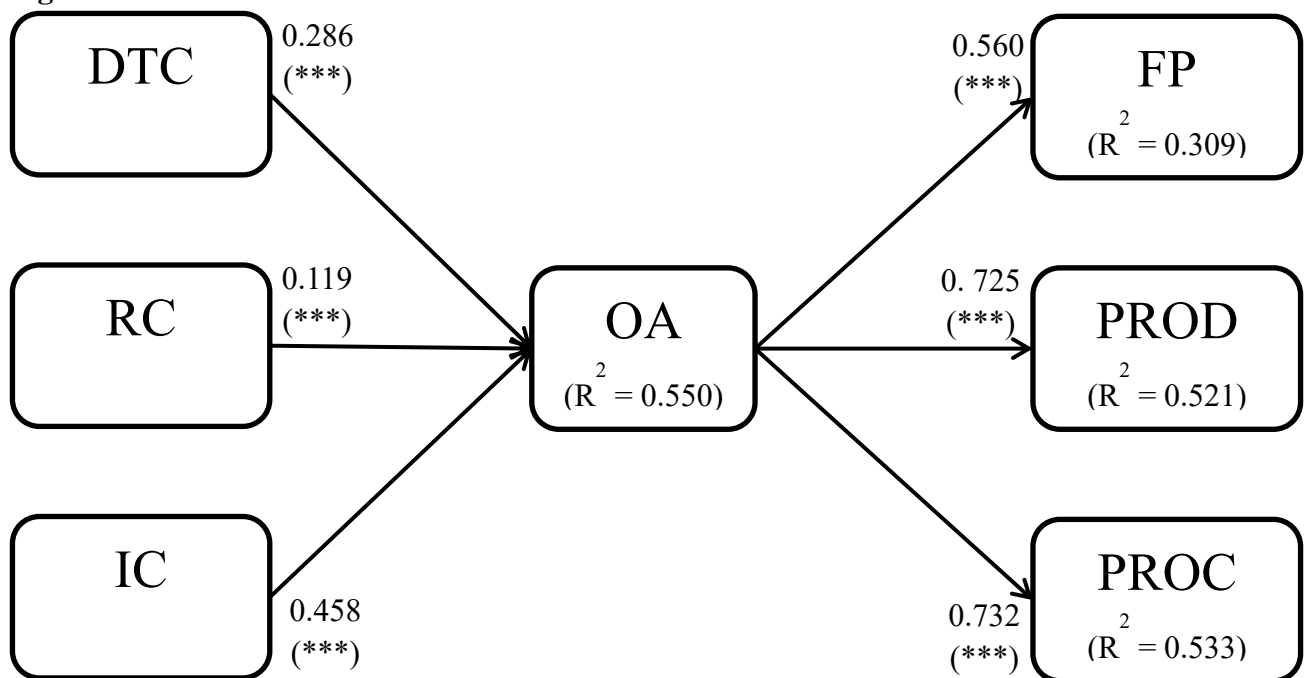 DTC
0.286
(***)
RC
0.119
(***)
IC
0.458
(***)
OA
(R² = 0.550)
0.560
(***)
FP
(R² = 0.309)
0. 725
(***)
PROD
(R² = 0.521)
0.732
(***)
PROC
(R² = 0.533)